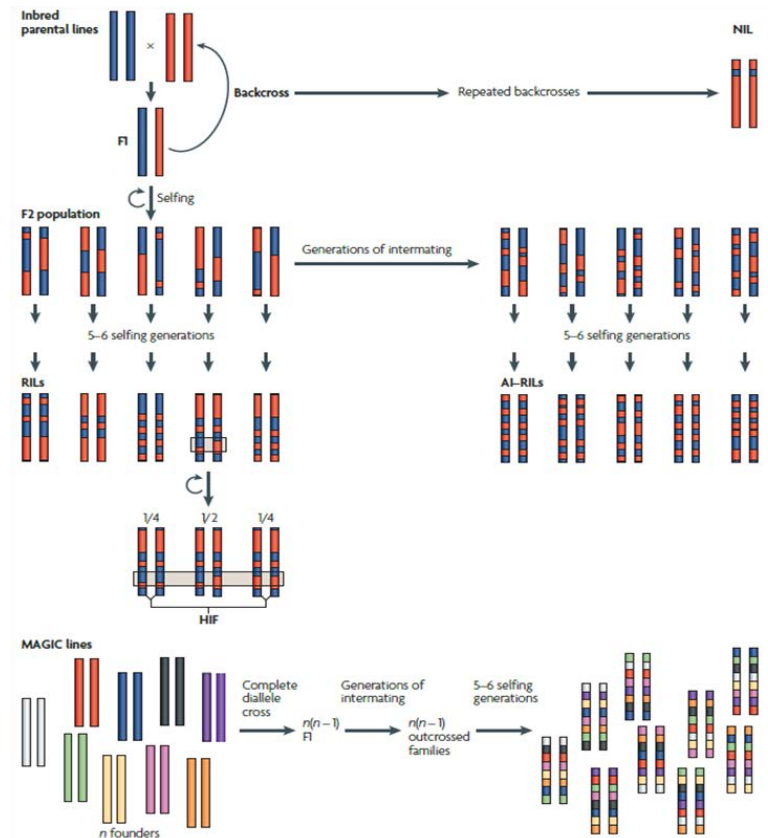 Inbred
parental lines
×
NIL
Backcross
Repeated backcrosses
F1
Selfing
F2 population
Generations of intermating
5–6 selfing generations
5–6 selfing generations
RILs
AI–RILs
1/4
1/2
1/4
HIF
MAGIC lines
Complete
diallele
cross
n(n – 1)
F1
Generations of
intermating
n(n – 1)
outcrossed
families
5–6 selfing
generations
n founders